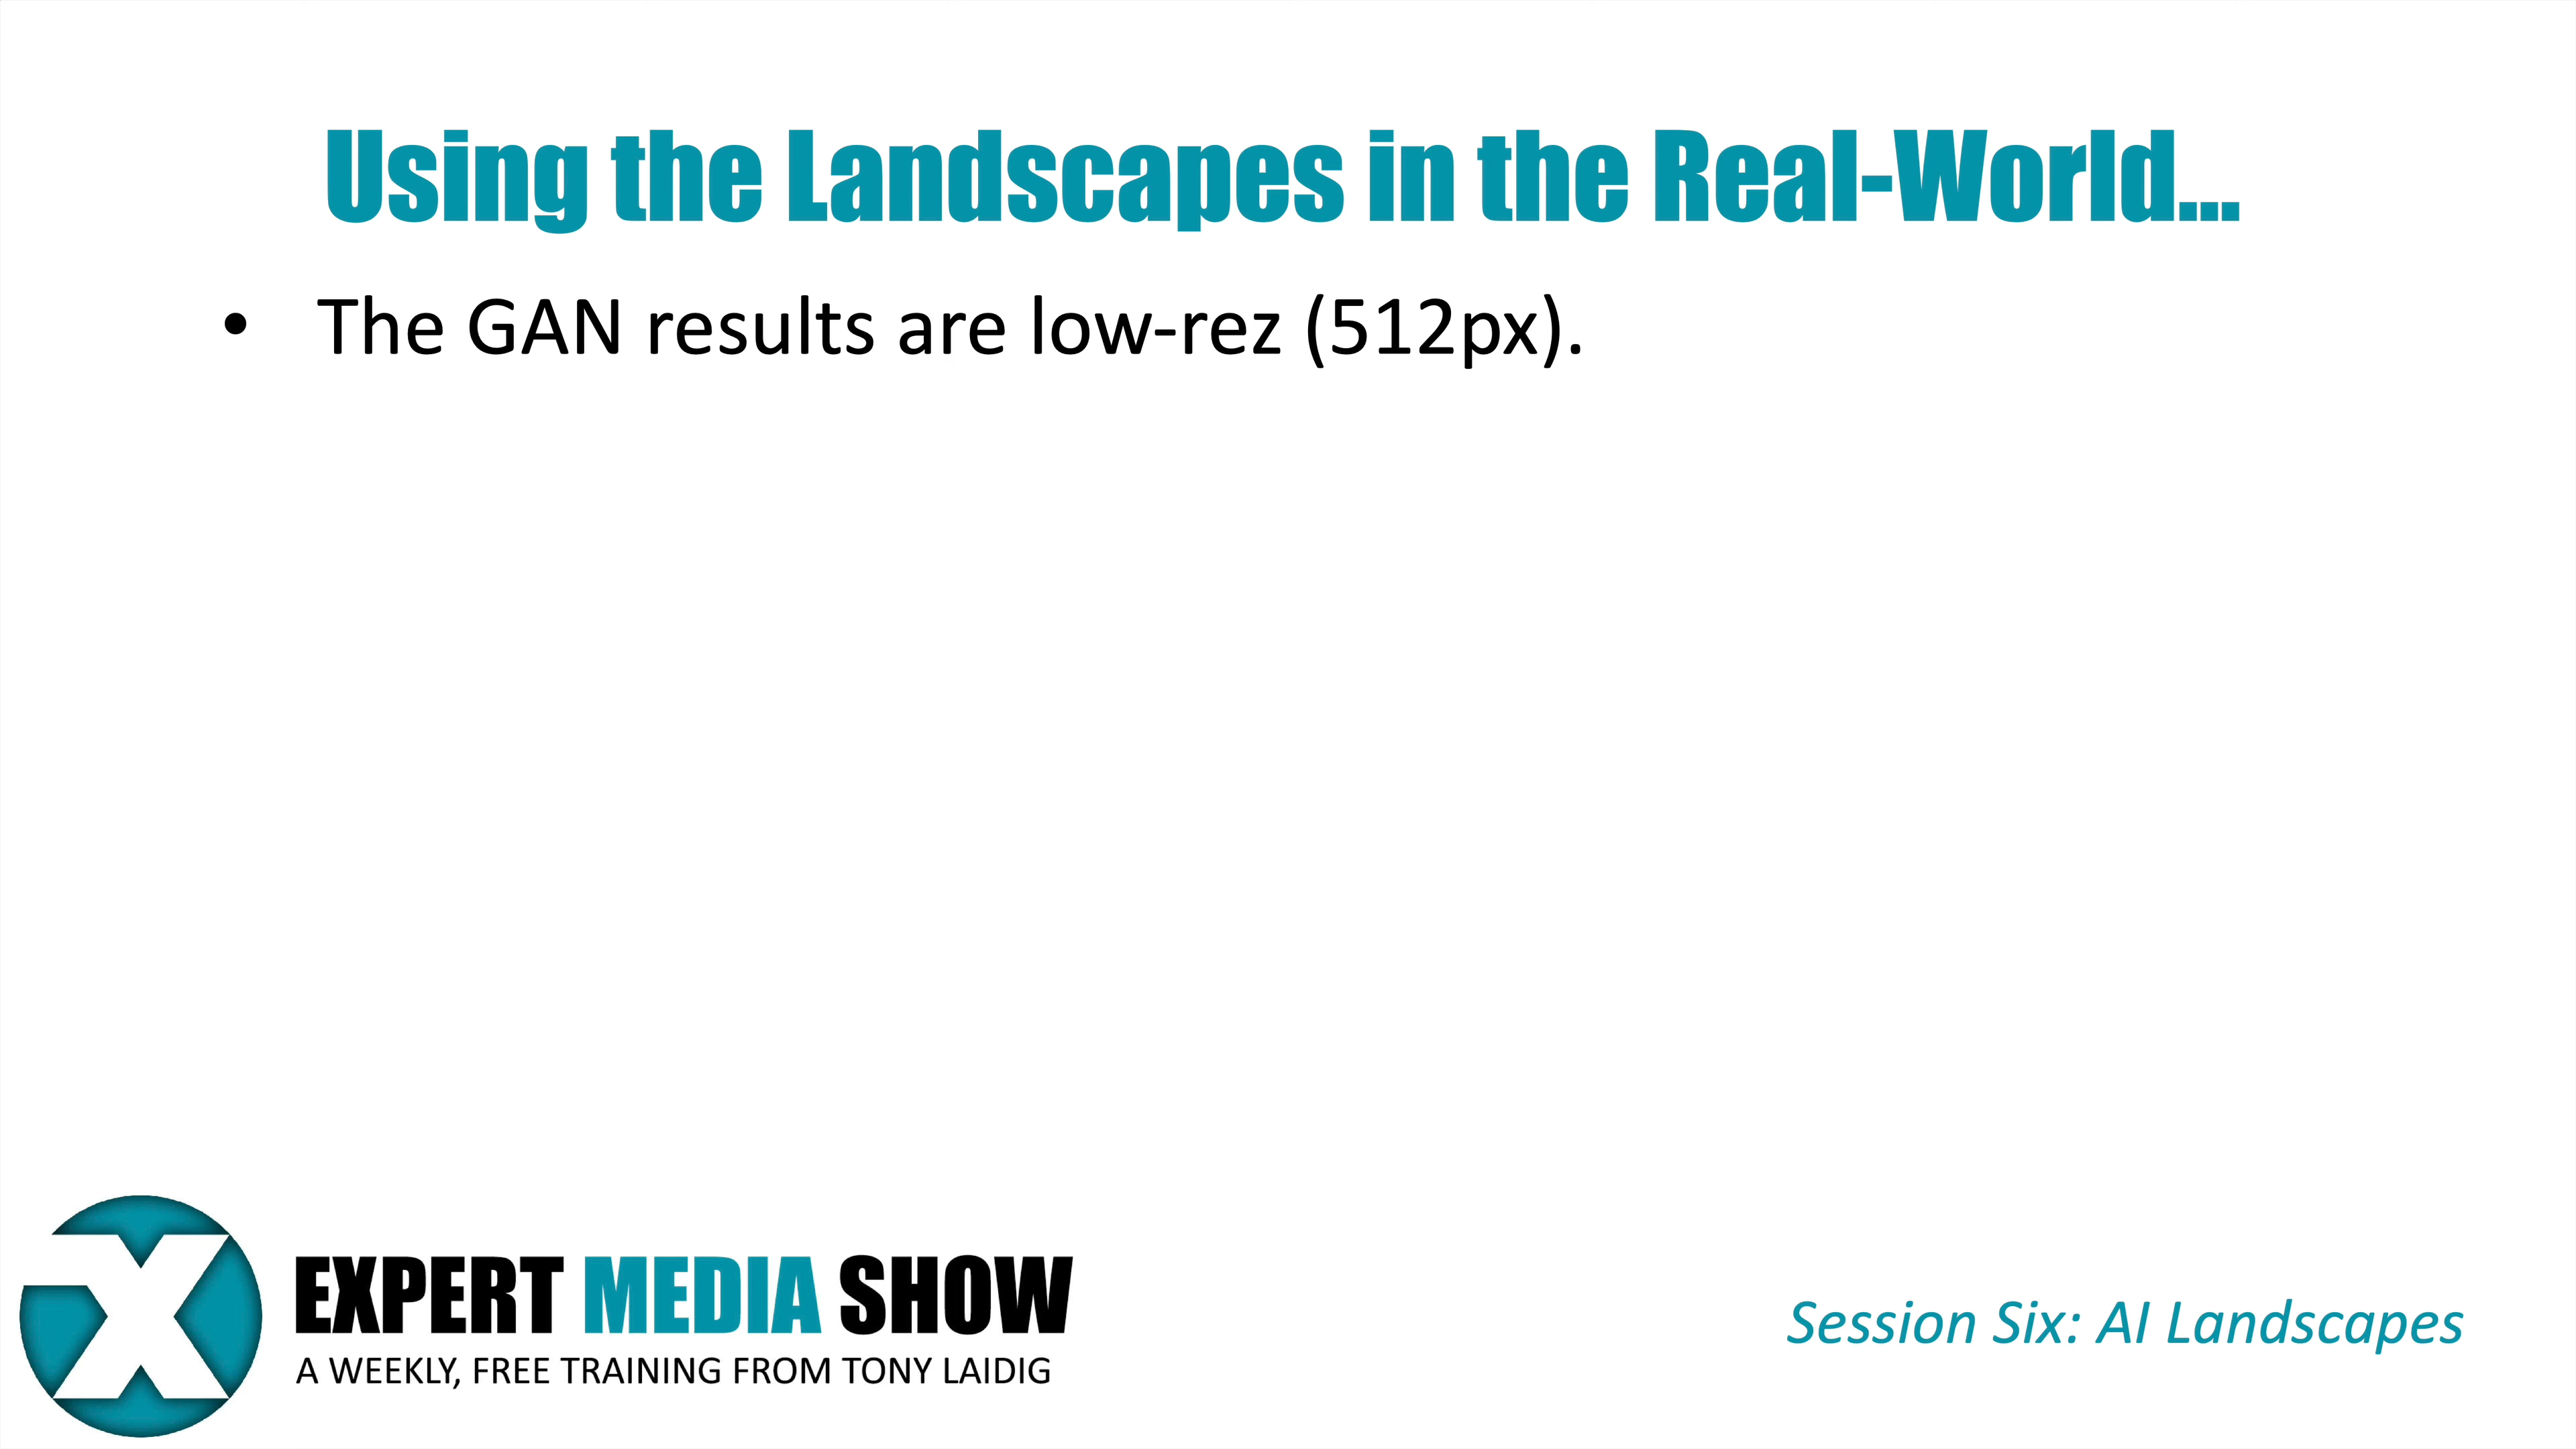 Using the Landscapes in the Real-World...
• The GAN results are low-rez (512px).
X
EXPERT MEDIA SHOW
A WEEKLY, FREE TRAINING FROM TONY LAIDIG
Session Six: AI Landscapes